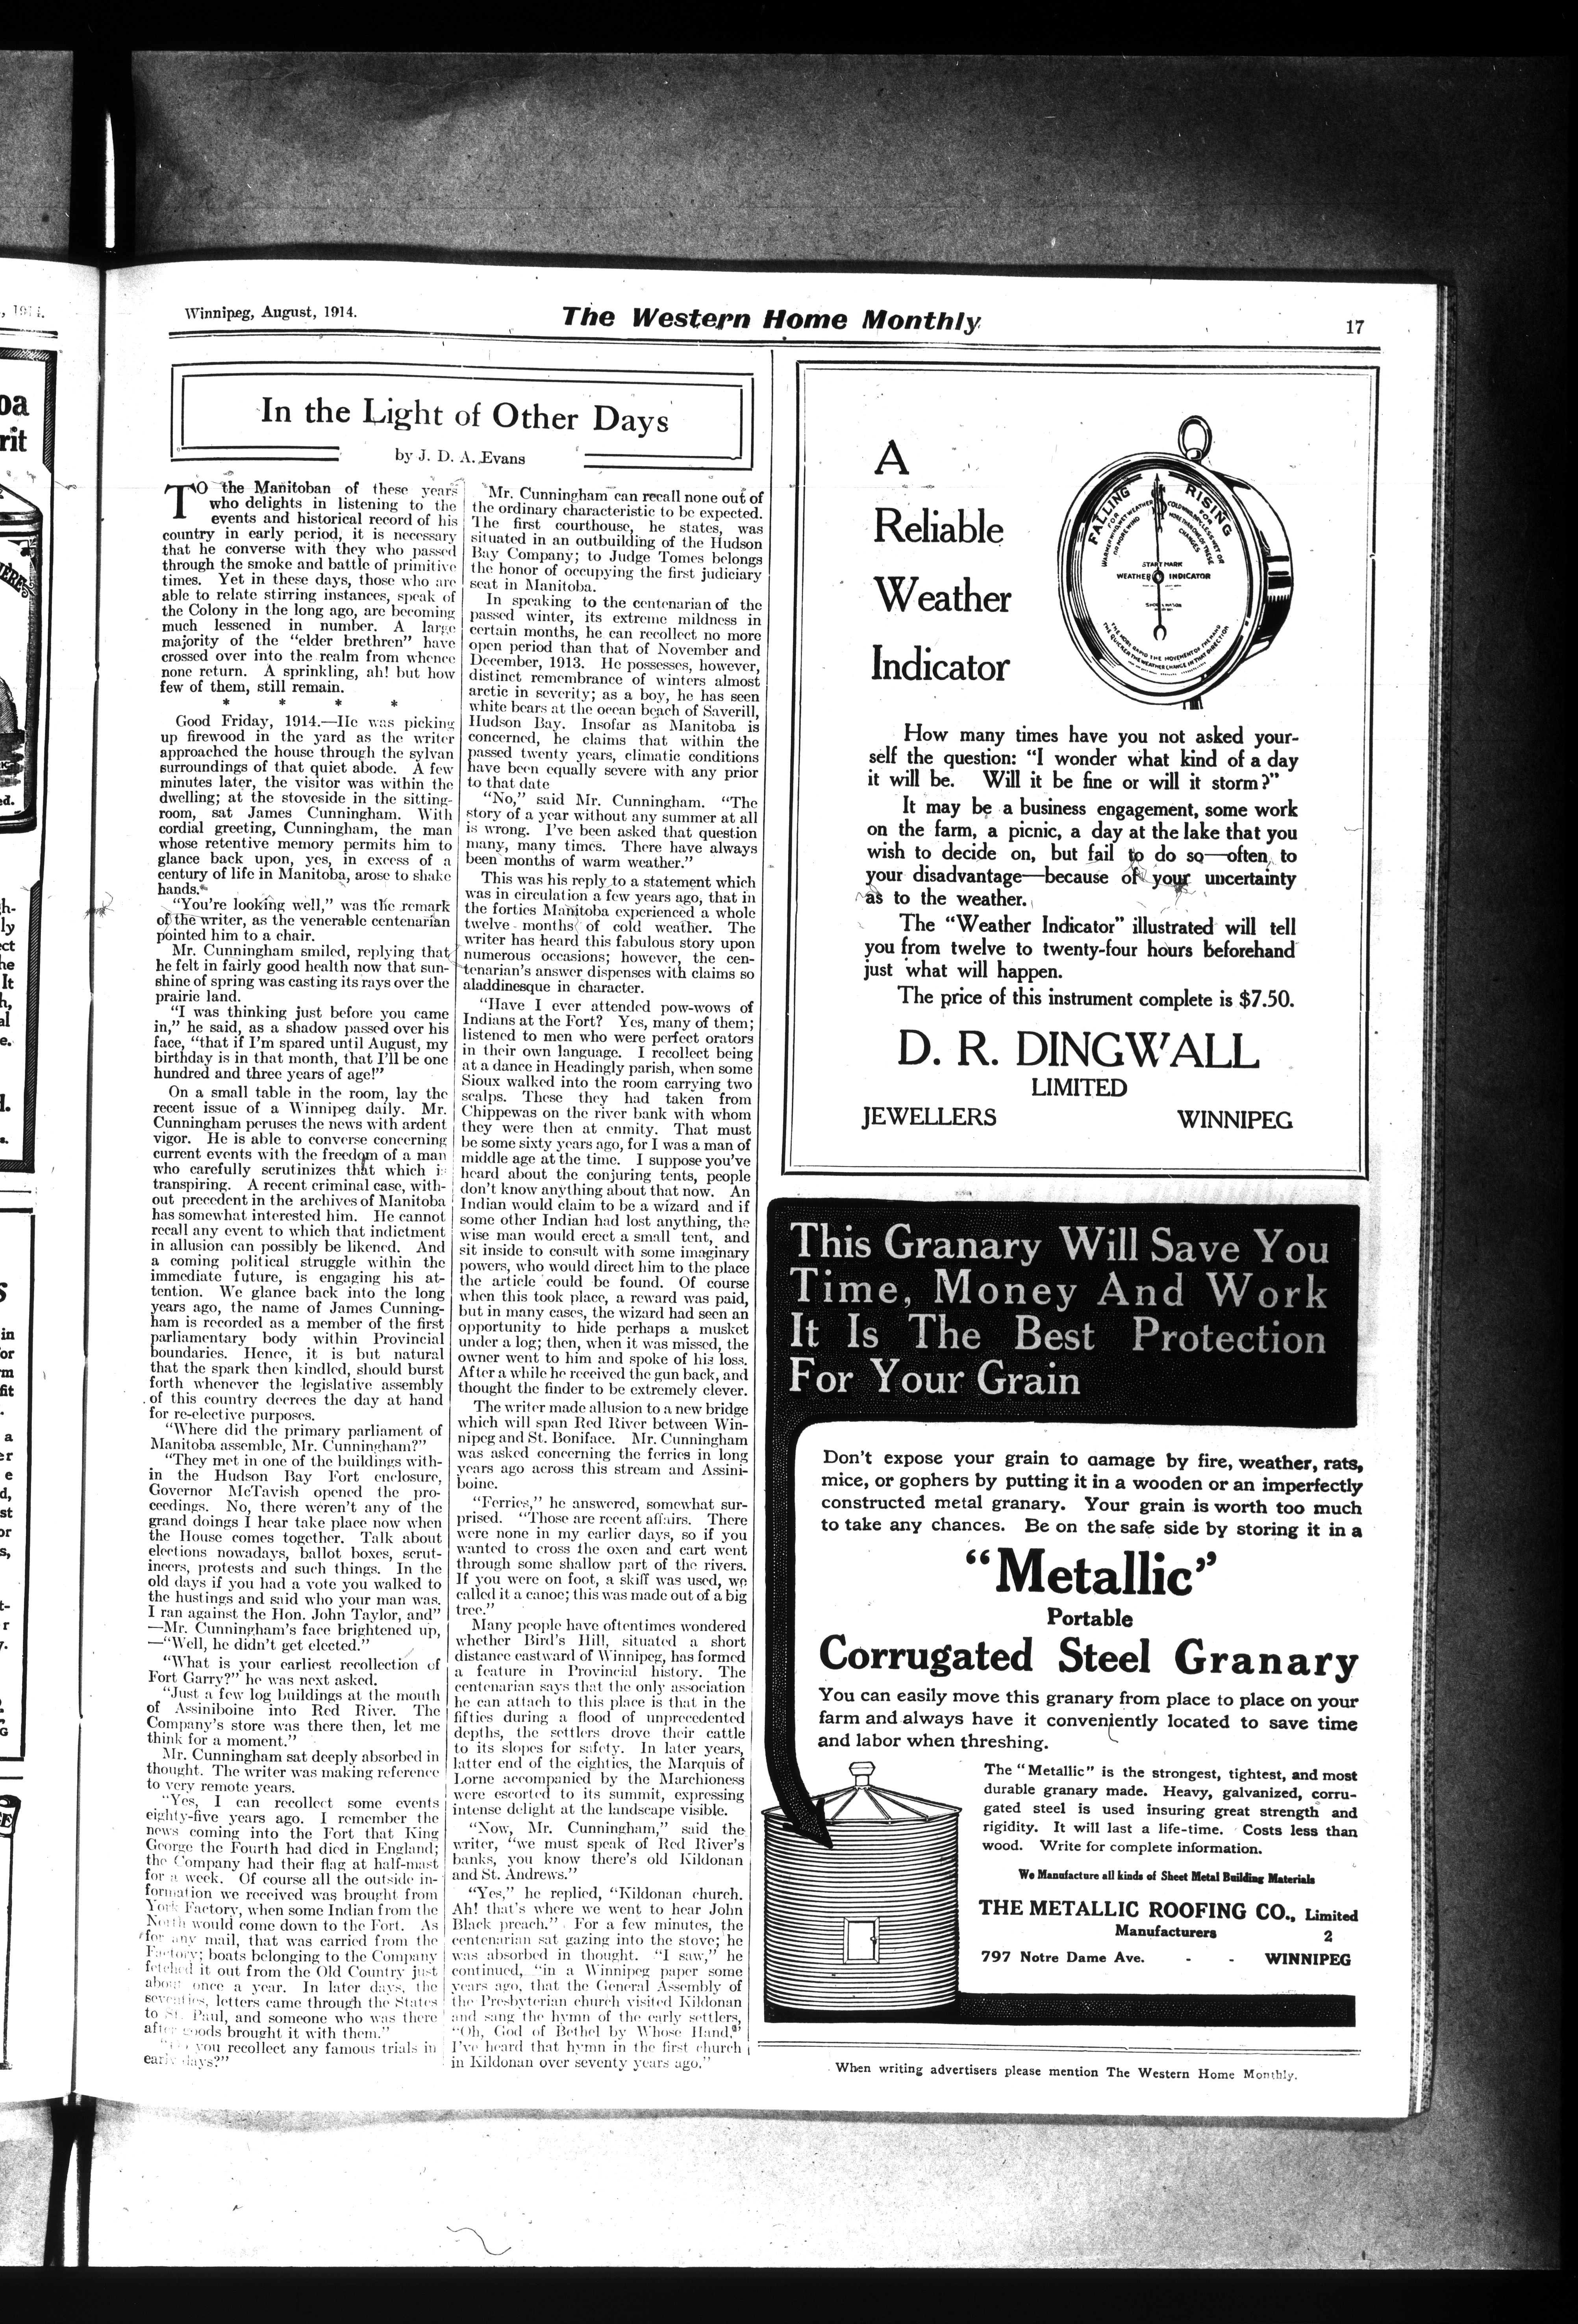 Winnipeg, August, 1914.
The Western Home Monthly
17
In the Light of Other Days
by J. D. A. Evans
TO the Manitoban of these years
who delights in listening to the
events and historical record of his
country in early period, it is necessary
that he converse with they who passed
through the smoke and battle of primitive
times. Yet in these days, those who are
able to relate stirring instances, speak of
the Colony in the long ago, are becoming
much lessened in number. A large
majority of the "elder brethren" have
crossed over into the realm from whence
none return. A sprinkling, ah! but how
few of them, still remain.
* * * *
Good Friday, 1914.—He was picking
up firewood in the yard as the writer
approached the house through the sylvan
surroundings of that quiet abode. A few
minutes later, the visitor was within the
dwelling; at the stoveside in the sitting-
room, sat James Cunningham. With
cordial greeting, Cunningham, the man
whose retentive memory permits him to
glance back upon, yes, in excess of a
century of life in Manitoba, arose to shake
hands.
"You're looking well," was the remark
of the writer, as the venerable centenarian
pointed him to a chair.
Mr. Cunningham smiled, replying that
he felt in fairly good health now that sun-
shine of spring was casting its rays over the
prairie land.
"I was thinking just before you came
in," he said, as a shadow passed over his
face, "that if I'm spared until August, my
birthday is in that month, that I'll be one
hundred and three years of age!"
On a small table in the room, lay the
recent issue of a Winnipeg daily. Mr.
Cunningham peruses the news with ardent
vigor. He is able to converse concerning
current events with the freedom of a man
who carefully scrutinizes that which is
transpiring. A recent criminal case, with-
out precedent in the archives of Manitoba
has somewhat interested him. He cannot
recall any event to which that indictment
in allusion can possibly be likened. And
a coming political struggle within the
immediate future, is engaging his at-
tention. We glance back into the long
years ago, the name of James Cunning-
ham is recorded as a member of the first
parliamentary body within Provincial
boundaries. Hence, it is but natural
that the spark then kindled, should burst
forth whenever the legislative assembly
of this country decrees the day at hand
for re-elective purposes.
"Where did the primary parliament of
Manitoba assemble, Mr. Cunningham?"
"They met in one of the buildings with-
in the Hudson Bay Fort enclosure,
Governor McTavish opened the pro-
ceedings. No, there weren't any of the
grand doings I hear take place now when
the House comes together. Talk about
elections nowadays, ballot boxes, scrut-
ineers, protests and such things. In the
old days if you had a vote you walked to
the hustings and said who your man was.
I ran against the Hon. John Taylor, and"
—Mr. Cunningham's face brightened up,
—"Well, he didn't get elected."
"What is your earliest recollection of
Fort Garry?" he was next asked.
"Just a few log buildings at the mouth
of Assiniboine into Red River. The
Company's store was there then, let me
think for a moment."
Mr. Cunningham sat deeply absorbed in
thought. The writer was making reference
to very remote years.
"Yes, I can recollect some events
eighty-five years ago. I remember the
news coming into the Fort that King
George the Fourth had died in England;
the Company had their flag at half-mast
for a week. Of course all the outside in-
formation we received was brought from
York Factory, when some Indian from the
North would come down to the Fort. As
for any mail, that was carried from the
Factory; boats belonging to the Company
fetched it out from the Old Country just
about once a year. In later days, the
seventies, letters came through the States
to St. Paul, and someone who was there
after goods brought it with them."
you recollect any famous trials in
early days?"
Mr. Cunningham can recall none out of
the ordinary characteristic to be expected.
The first courthouse, he states, was
situated in an outbuilding of the Hudson
Bay Company; to Judge Tomes belongs
the honor of occupying the first judiciary
seat in Manitoba.
In speaking to the centenarian of the
passed winter, its extreme mildness in
certain months, he can recollect no more
open period than that of November and
December, 1913. He possesses, however,
distinct remembrance of winters almost
arctic in severity; as a boy, he has seen
white bears at the ocean beach of Saverill,
Hudson Bay. Insofar as Manitoba is
concerned, he claims that within the
passed twenty years, climatic conditions
have been equally severe with any prior
to that date
"No," said Mr. Cunningham. "The
story of a year without any summer at all
is wrong. I've been asked that question
many, many times. There have always
been months of warm weather."
This was his reply to a statement which
was in circulation a few years ago, that in
the forties Manitoba experienced a whole
twelve months of cold weather. The
writer has heard this fabulous story upon
numerous occasions; however, the cen-
tenarian's answer dispenses with claims so
aladdinesque in character.
"Have I ever attended pow-wows of
Indians at the Fort? Yes, many of them;
listened to men who were perfect orators
in their own language. I recollect being
at a dance in Headingly parish, when some
Sioux walked into the room carrying two
scalps. These they had taken from
Chippewas on the river bank with whom
they were then at enmity. That must
be some sixty years ago, for I was a man of
middle age at the time. I suppose you've
heard about the conjuring tents, people
don't know anything about that now. An
Indian would claim to be a wizard and if
some other Indian had lost anything, the
wise man would erect a small tent, and
sit inside to consult with some imaginary
powers, who would direct him to the place
the article could be found. Of course
when this took place, a reward was paid,
but in many cases, the wizard had seen an
opportunity to hide perhaps a musket
under a log; then, when it was missed, the
owner went to him and spoke of his loss.
After a while he received the gun back, and
thought the finder to be extremely clever.
The writer made allusion to a new bridge
which will span Red River between Win-
nipeg and St. Boniface. Mr. Cunningham
was asked concerning the ferries in long
years ago across this stream and Assini-
boine.
"Ferries," he answered, somewhat sur-
prised. "Those are recent affairs. There
were none in my earlier days, so if you
wanted to cross the oxen and cart went
through some shallow part of the rivers.
If you were on foot, a skiff was used, we
called it a canoe; this was made out of a big
tree."
Many people have oftentimes wondered
whether Bird's Hill, situated a short
distance eastward of Winnipeg, has formed
a feature in Provincial history. The
centenarian says that the only association
he can attach to this place is that in the
fifties during a flood of unprecedented
depths, the settlers drove their cattle
to its slopes for safety. In later years,
latter end of the eighties, the Marquis of
Lorne accompanied by the Marchioness
were escorted to its summit, expressing
intense delight at the landscape visible.
"Now, Mr. Cunningham," said the
writer, "we must speak of Red River's
banks, you know there's old Kildonan
and St. Andrews."
"Yes," he replied, "Kildonan church.
Ah! that's where we went to hear John
Black preach." For a few minutes, the
centenarian sat gazing into the stove; he
was absorbed in thought. "I saw," he
continued, "in a Winnipeg paper some
years ago, that the General Assembly of
the Presbyterian church visited Kildonan
and sang the hymn of the early settlers,
"Oh, God of Bethel by Whose Hand,"
I've heard that hymn in the first church
in Kildonan over seventy years ago."
A
Reliable
Weather
Indicator
FALLING
RISING
START MARK
WEATHER INDICATOR
How many times have you not asked your-
self the question: "I wonder what kind of a day
it will be. Will it be fine or will it storm?"
It may be a business engagement, some work
on the farm, a picnic, a day at the lake that you
wish to decide on, but fail to do so—often to
your disadvantage—because of your uncertainty
as to the weather.
The "Weather Indicator" illustrated will tell
you from twelve to twenty-four hours beforehand
just what will happen.
The price of this instrument complete is $7.50.
D. R. DINGWALL
LIMITED
JEWELLERS WINNIPEG
This Granary Will Save You
Time, Money And Work
It Is The Best Protection
For Your Grain
Don't expose your grain to damage by fire, weather, rats,
mice, or gophers by putting it in a wooden or an imperfectly
constructed metal granary. Your grain is worth too much
to take any chances. Be on the safe side by storing it in a
"Metallic"
Portable
Corrugated Steel Granary
You can easily move this granary from place to place on your
farm and always have it conveniently located to save time
and labor when threshing.
The "Metallic" is the strongest, tightest, and most
durable granary made. Heavy, galvanized, corru-
gated steel is used insuring great strength and
rigidity. It will last a life-time. Costs less than
wood. Write for complete information.
We Manufacture all kinds of Sheet Metal Building Materials
THE METALLIC ROOFING CO., Limited
Manufacturers 2
797 Notre Dame Ave. - - WINNIPEG
When writing advertisers please mention The Western Home Monthly.